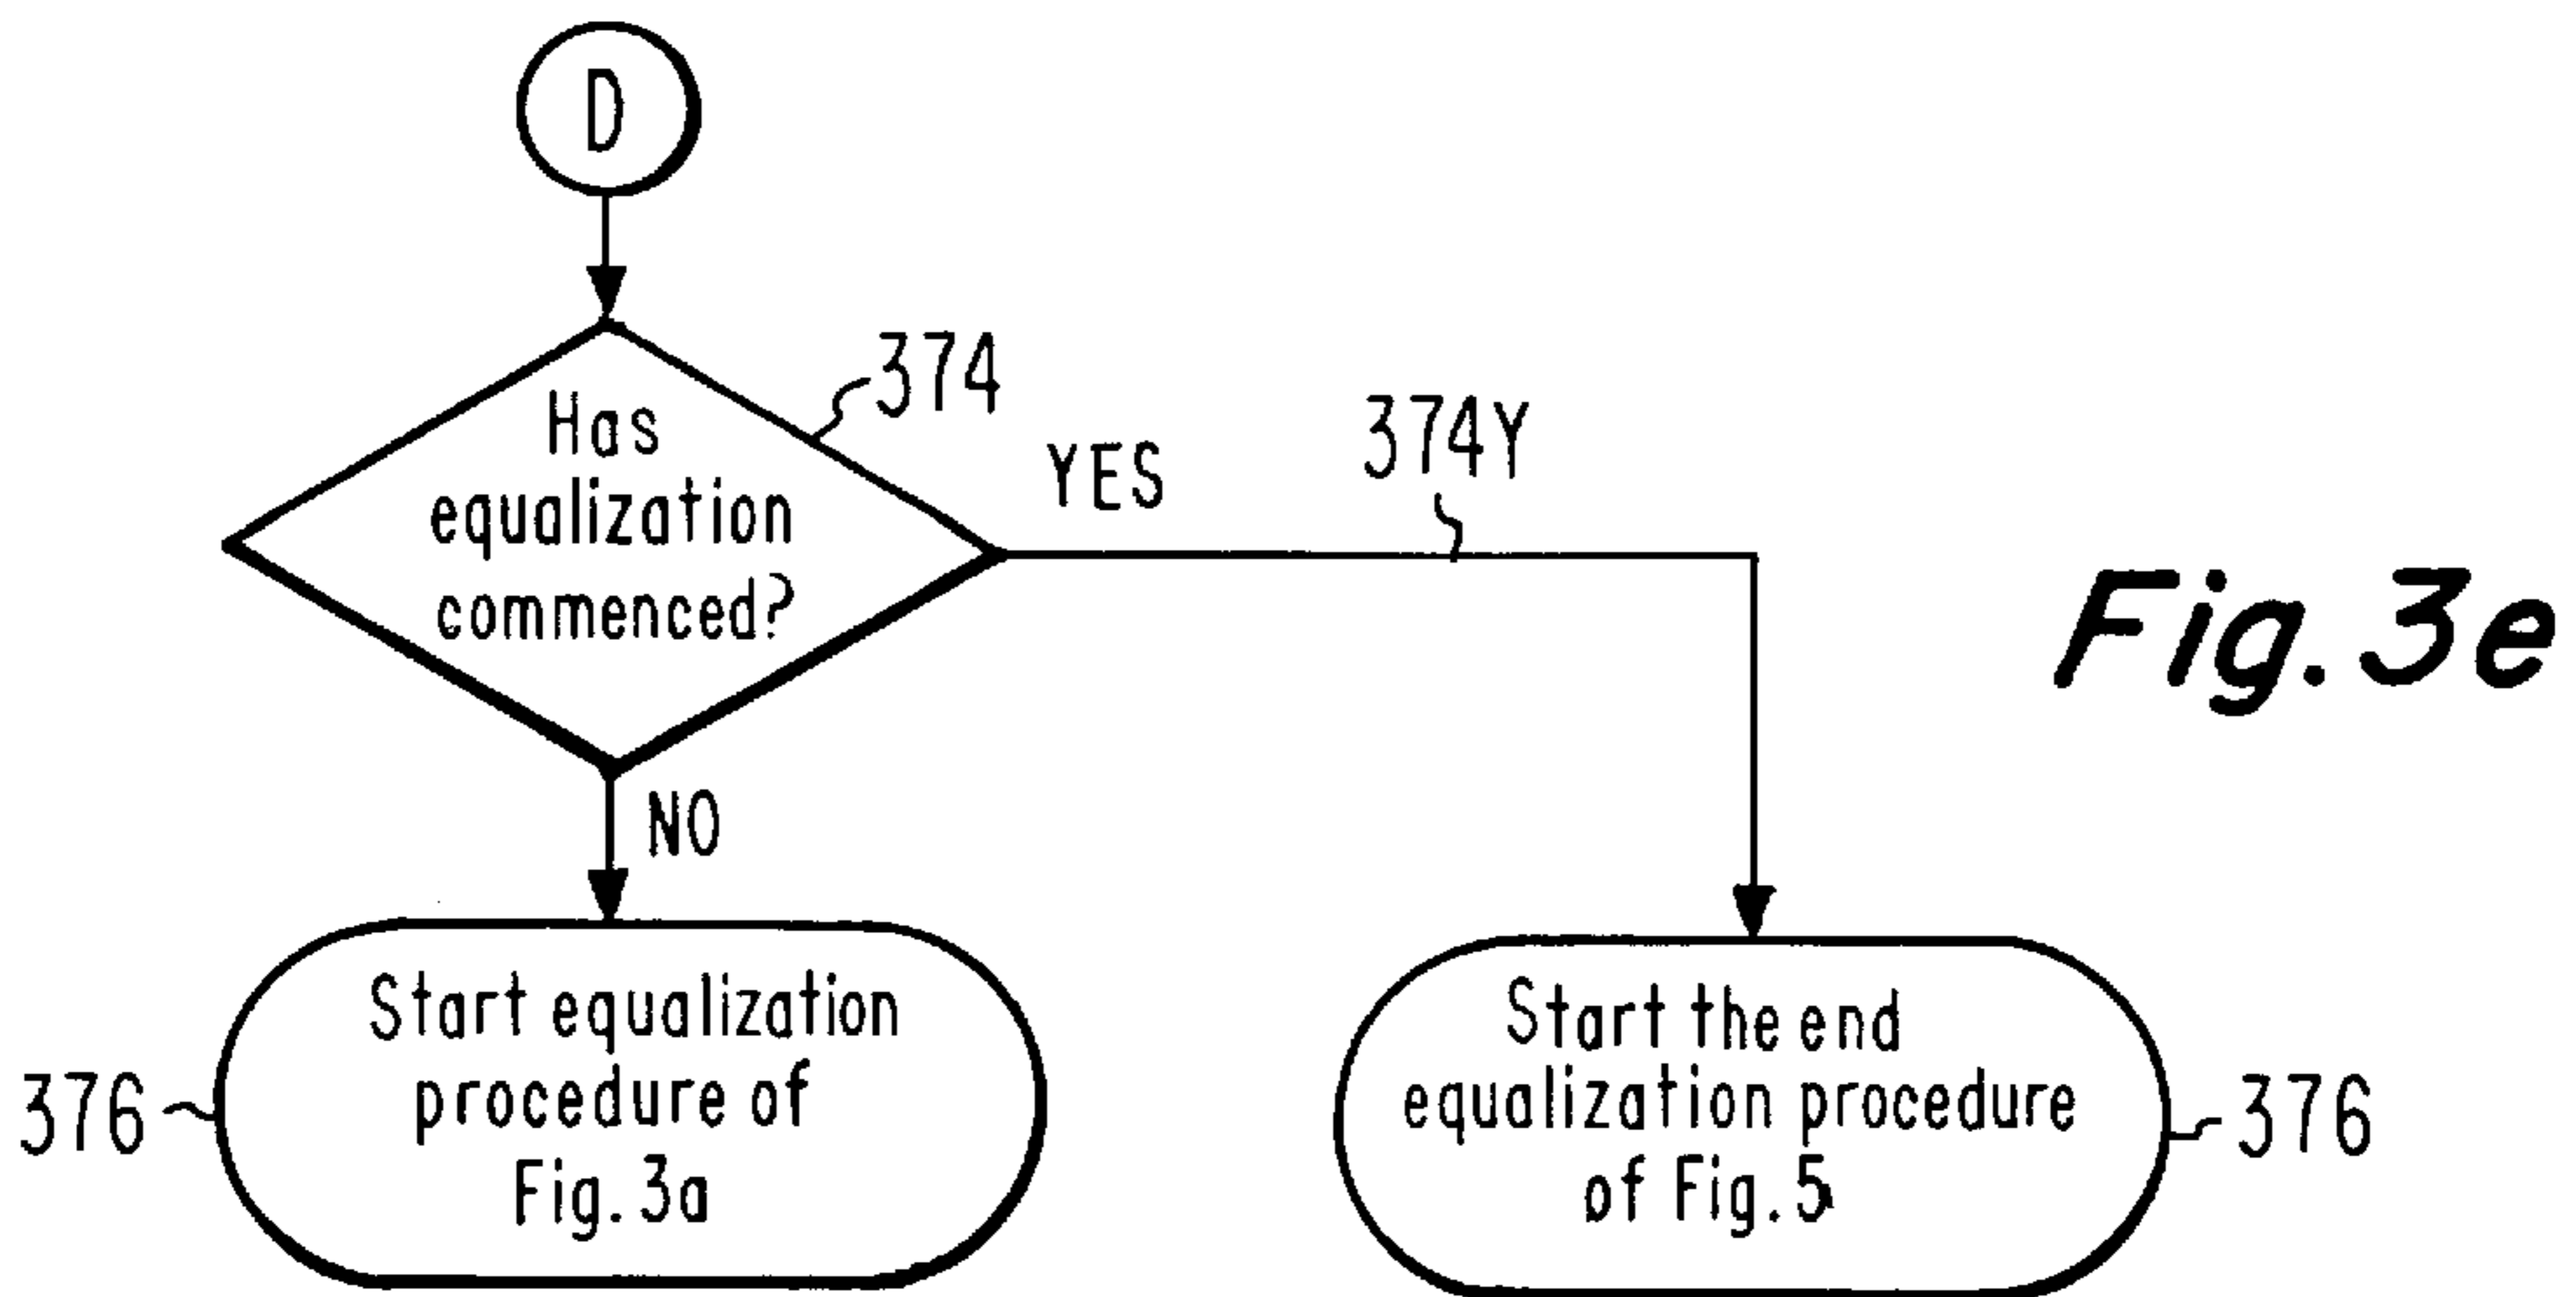 D
374
Has
equalization
commenced?
YES
374Y
Fig. 3e
NO
376
Start equalization
procedure of
Fig. 3a
Start the end
equalization procedure
of Fig. 5
376